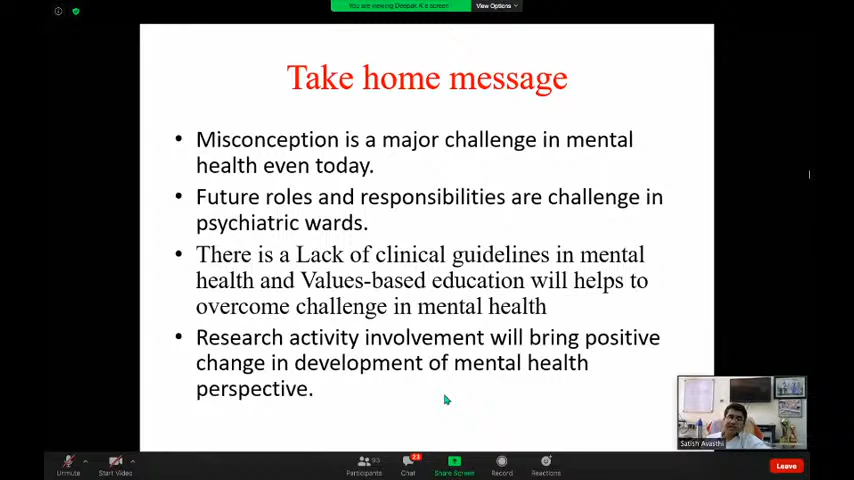 You are viewing Deepak K's screen
View Options
Take home message
• Misconception is a major challenge in mental
health even today.
• Future roles and responsibilities are challenge in
psychiatric wards.
• There is a Lack of clinical guidelines in mental
health and Values-based education will helps to
overcome challenge in mental health
• Research activity involvement will bring positive
change in development of mental health
perspective.
Satish Avasthi
Unmute
Start Video
93
Participants
23
Chat
Share Screen
Record
Reactions
Leave